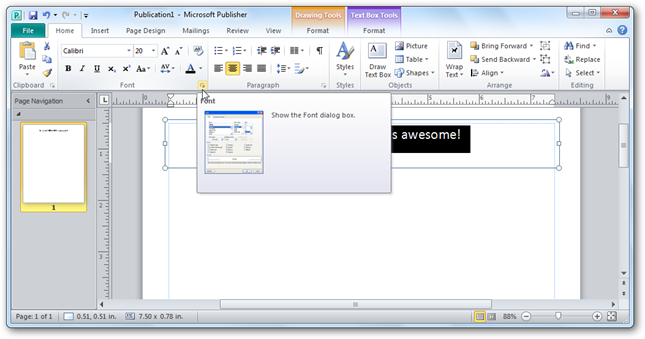 Publication1 - Microsoft Publisher
Drawing Tools
Text Box Tools
File
Home
Insert
Page Design
Mailings
Review
View
Format
Format
Calibri
20
Paste
Clipboard
Font
Paragraph
Styles
Styles
Draw
Text Box
Picture
Table
Shapes
Objects
Wrap
Text
Bring Forward
Send Backward
Align
Arrange
Find
Replace
Select
Editing
Page Navigation
1
Font
Show the Font dialog box.
s awesome!
Page: 1 of 1
0.51, 0.51 in.
7.50 x 0.78 in.
88%